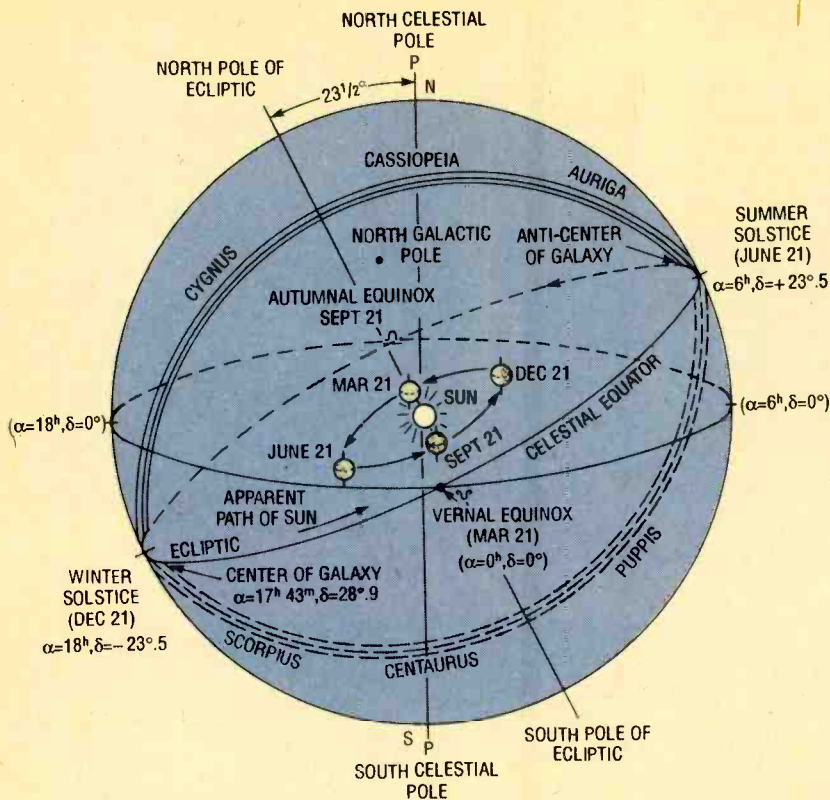 NORTH CELESTIAL
POLE
P
N
NORTH POLE OF
ECLIPTIC
23 1/2°
CASSIOPEIA
AURIGA
CYGNUS
NORTH GALACTIC
POLE
ANTI-CENTER
OF GALAXY
SUMMER
SOLSTICE
(JUNE 21)
α=6ʰ,δ=+23°.5
AUTUMNAL EQUINOX
SEPT 21
MAR 21
SUN
DEC 21
(α=18ʰ,δ=0°)
(α=6ʰ,δ=0°)
CELESTIAL EQUATOR
JUNE 21
SEPT 21
APPARENT
PATH OF SUN
VERNAL EQUINOX
(MAR 21)
(α=0ʰ,δ=0°)
ECLIPTIC
CENTER OF GALAXY
α=17ʰ 43ᵐ,δ=28°.9
PUPPIS
WINTER
SOLSTICE
(DEC 21)
α=18ʰ,δ=−23°.5
SCORPIUS
CENTAURUS
S
P
SOUTH CELESTIAL
POLE
SOUTH POLE OF
ECLIPTIC